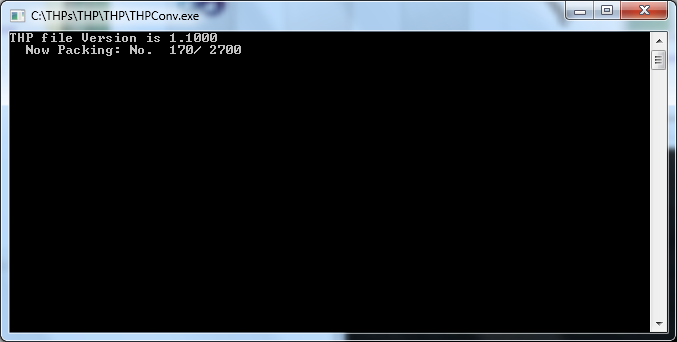 C:\THPs\THP\THP\THPConv.exe
THP file Version is 1.1000
  Now Packing: No.  170/ 2700